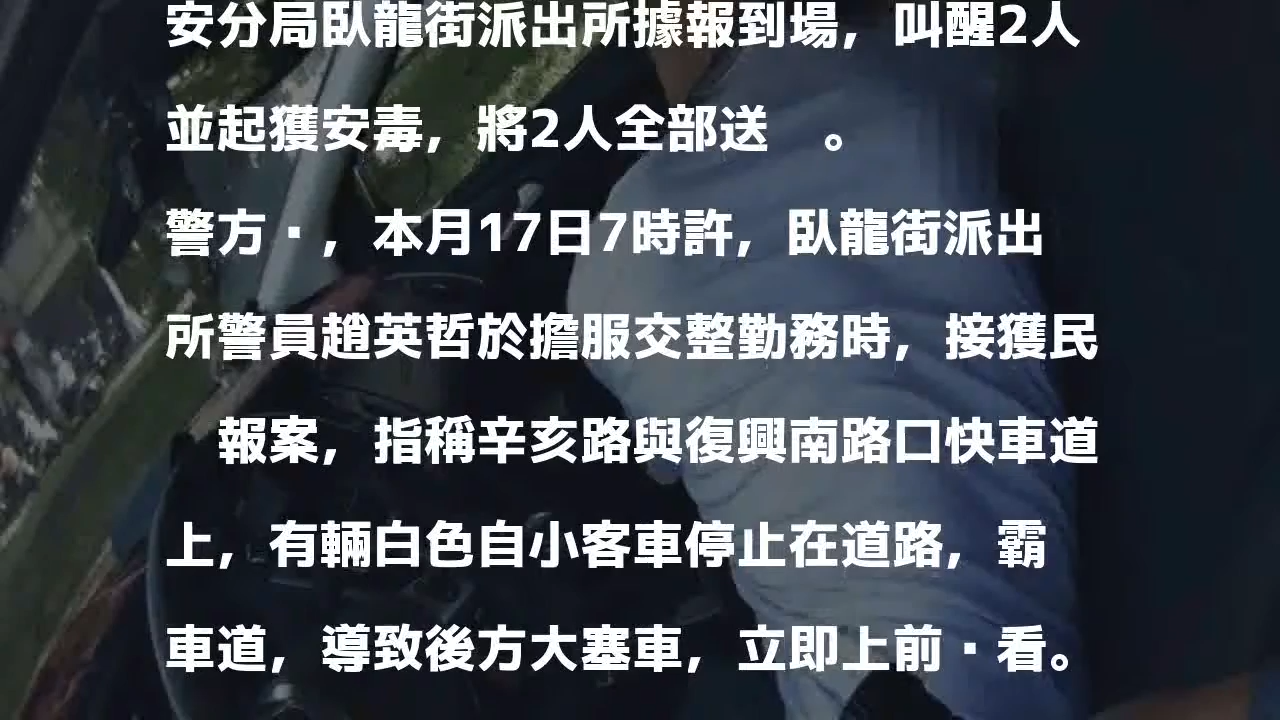 安分局臥龍街派出所據報到場，叫醒2人
並起獲安毒，將2人全部送　。
警方▪，本月17日7時許，臥龍街派出
所警員趙英哲於擔服交整勤務時，接獲民
　報案，指稱辛亥路與復興南路口快車道
上，有輛白色自小客車停止在道路，霸
車道，導致後方大塞車，立即上前▪看。